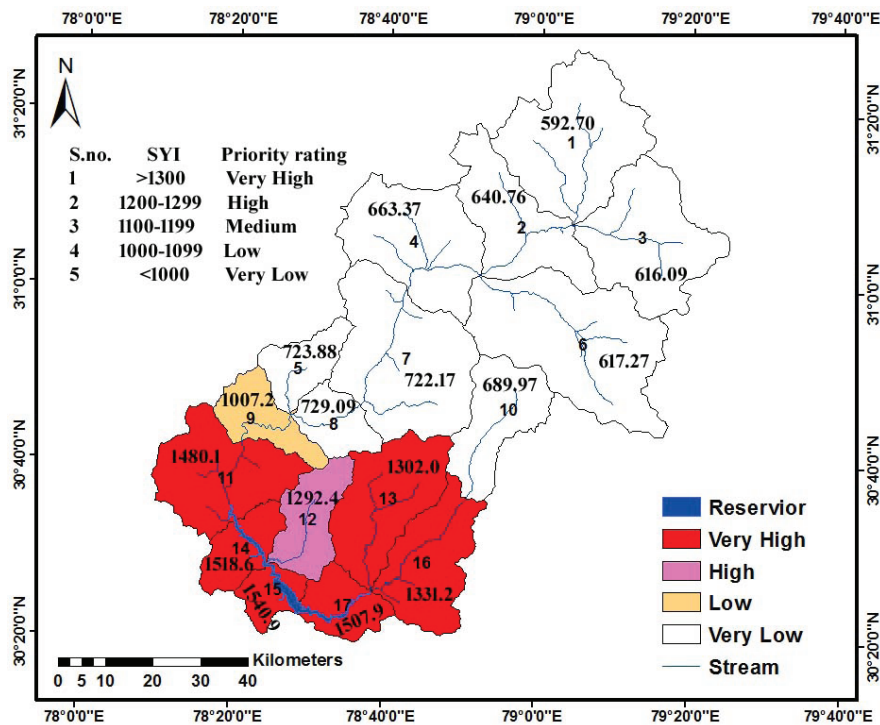 78°0'0"E 78°20'0"E 78°40'0"E 79°0'0"E 79°20'0"E 79°40'0"E
31°20'0"N
31°0'0"N
30°40'0"N
30°20'0"N
31°20'0"N
31°0'0"N
30°40'0"N
30°20'0"N
N
S.no. SYI Priority rating
1 >1300 Very High
2 1200-1299 High
3 1100-1199 Medium
4 1000-1099 Low
5 <1000 Very Low
592.70
1
640.76
2
3
616.09
663.37
4
723.88
5
6
617.27
7
722.17
729.09
8
689,97
10
1007.2
9
1480.1
11
1292.4
12
1302.0
13
14
1518.6
15
1540.9
16
1331.2
17
1507.9
Reservior
Very High
High
Low
Very Low
Stream
Kilometers
0 5 10 20 30 40
78°0'0"E 78°20'0"E 78°40'0"E 79°0'0"E 79°20'0"E 79°40'0"E